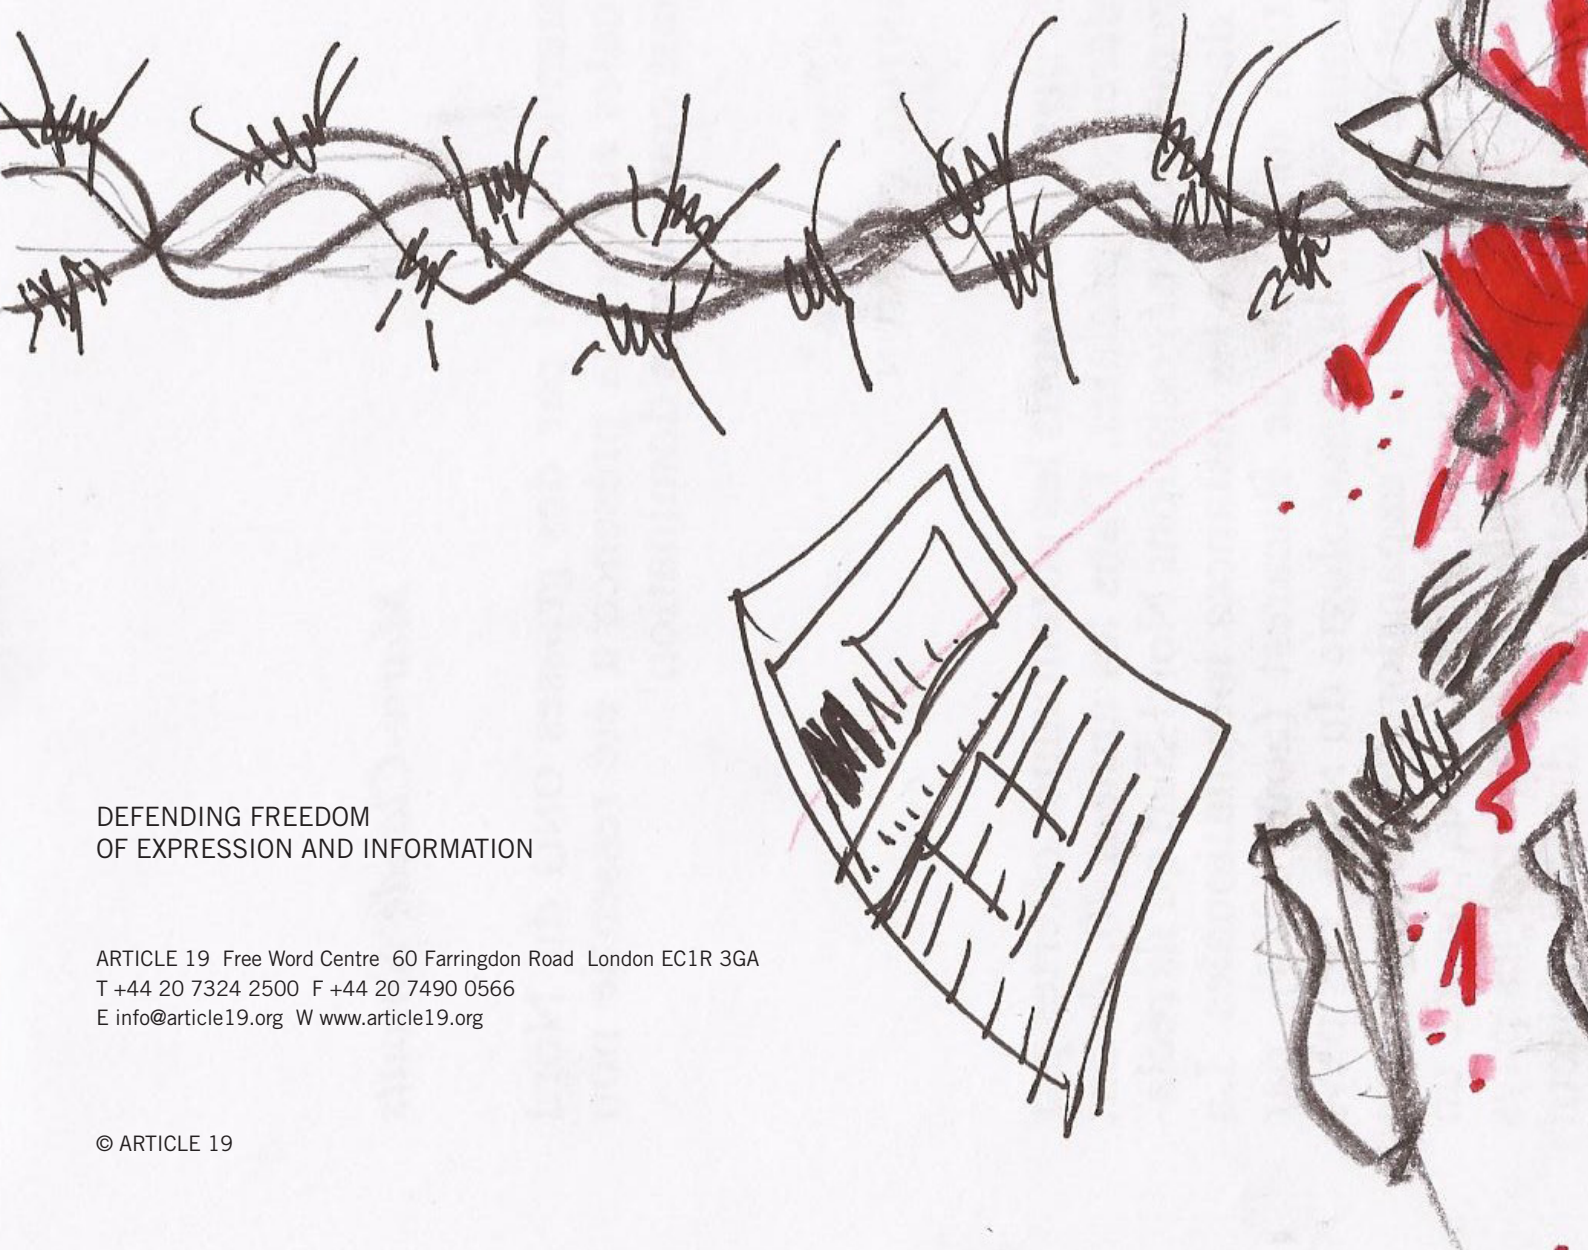 DEFENDING FREEDOM
OF EXPRESSION AND INFORMATION
ARTICLE 19 Free Word Centre 60 Farringdon Road London EC1R 3GA
T +44 20 7324 2500 F +44 20 7490 0566
E info@article19.org W www.article19.org
© ARTICLE 19